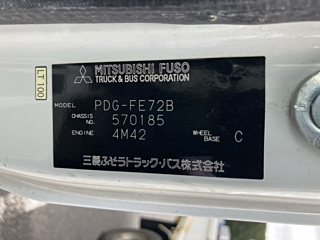 LT100
MITSUBISHI FUSO
TRUCK & BUS CORPORATION
MODEL PDG-FE72B
CHASSIS NO. 570185
ENGINE 4M42 WHEEL BASE C
三菱ふそうトラック・バス株式会社